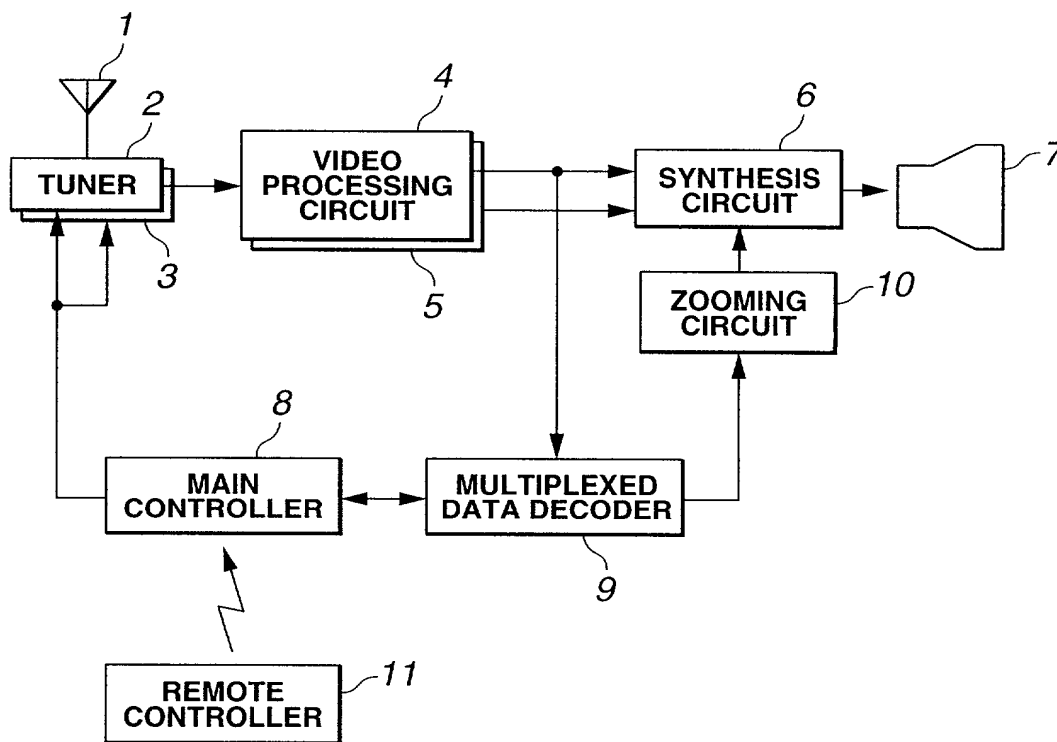 1
2
TUNER
3
4
VIDEO
PROCESSING
CIRCUIT
5
6
SYNTHESIS
CIRCUIT
7
ZOOMING
CIRCUIT
10
8
MAIN
CONTROLLER
MULTIPLEXED
DATA DECODER
9
REMOTE
CONTROLLER
11